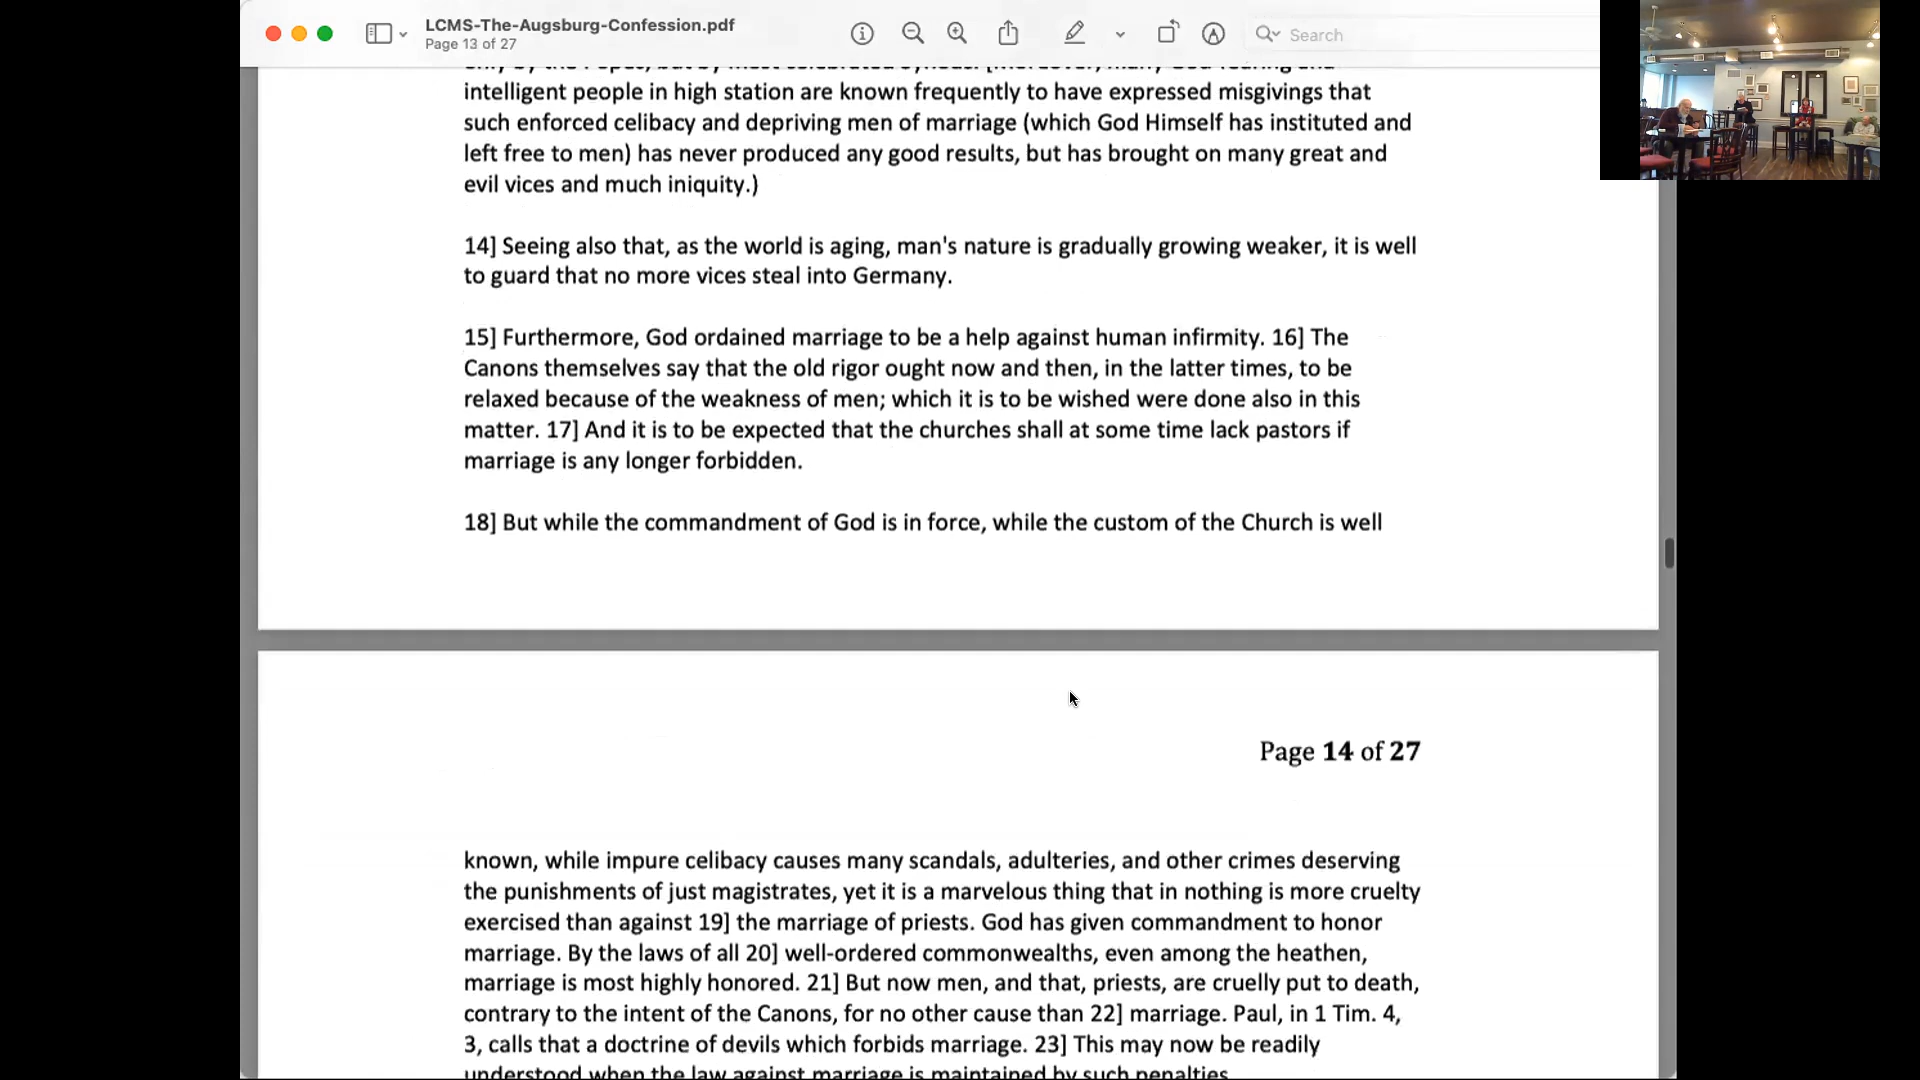 LCMS-The-Augsburg-Confession.pdf
Page 13 of 27
Search
intelligent people in high station are known frequently to have expressed misgivings that
such enforced celibacy and depriving men of marriage (which God Himself has instituted and
left free to men) has never produced any good results, but has brought on many great and
evil vices and much iniquity.)
14] Seeing also that, as the world is aging, man's nature is gradually growing weaker, it is well
to guard that no more vices steal into Germany.
15] Furthermore, God ordained marriage to be a help against human infirmity. 16] The
Canons themselves say that the old rigor ought now and then, in the latter times, to be
relaxed because of the weakness of men; which it is to be wished were done also in this
matter. 17] And it is to be expected that the churches shall at some time lack pastors if
marriage is any longer forbidden.
18] But while the commandment of God is in force, while the custom of the Church is well
Page 14 of 27
known, while impure celibacy causes many scandals, adulteries, and other crimes deserving
the punishments of just magistrates, yet it is a marvelous thing that in nothing is more cruelty
exercised than against 19] the marriage of priests. God has given commandment to honor
marriage. By the laws of all 20] well-ordered commonwealths, even among the heathen,
marriage is most highly honored. 21] But now men, and that, priests, are cruelly put to death,
contrary to the intent of the Canons, for no other cause than 22] marriage. Paul, in 1 Tim. 4,
3, calls that a doctrine of devils which forbids marriage. 23] This may now be readily
understood when the law against marriage is maintained by such penalties